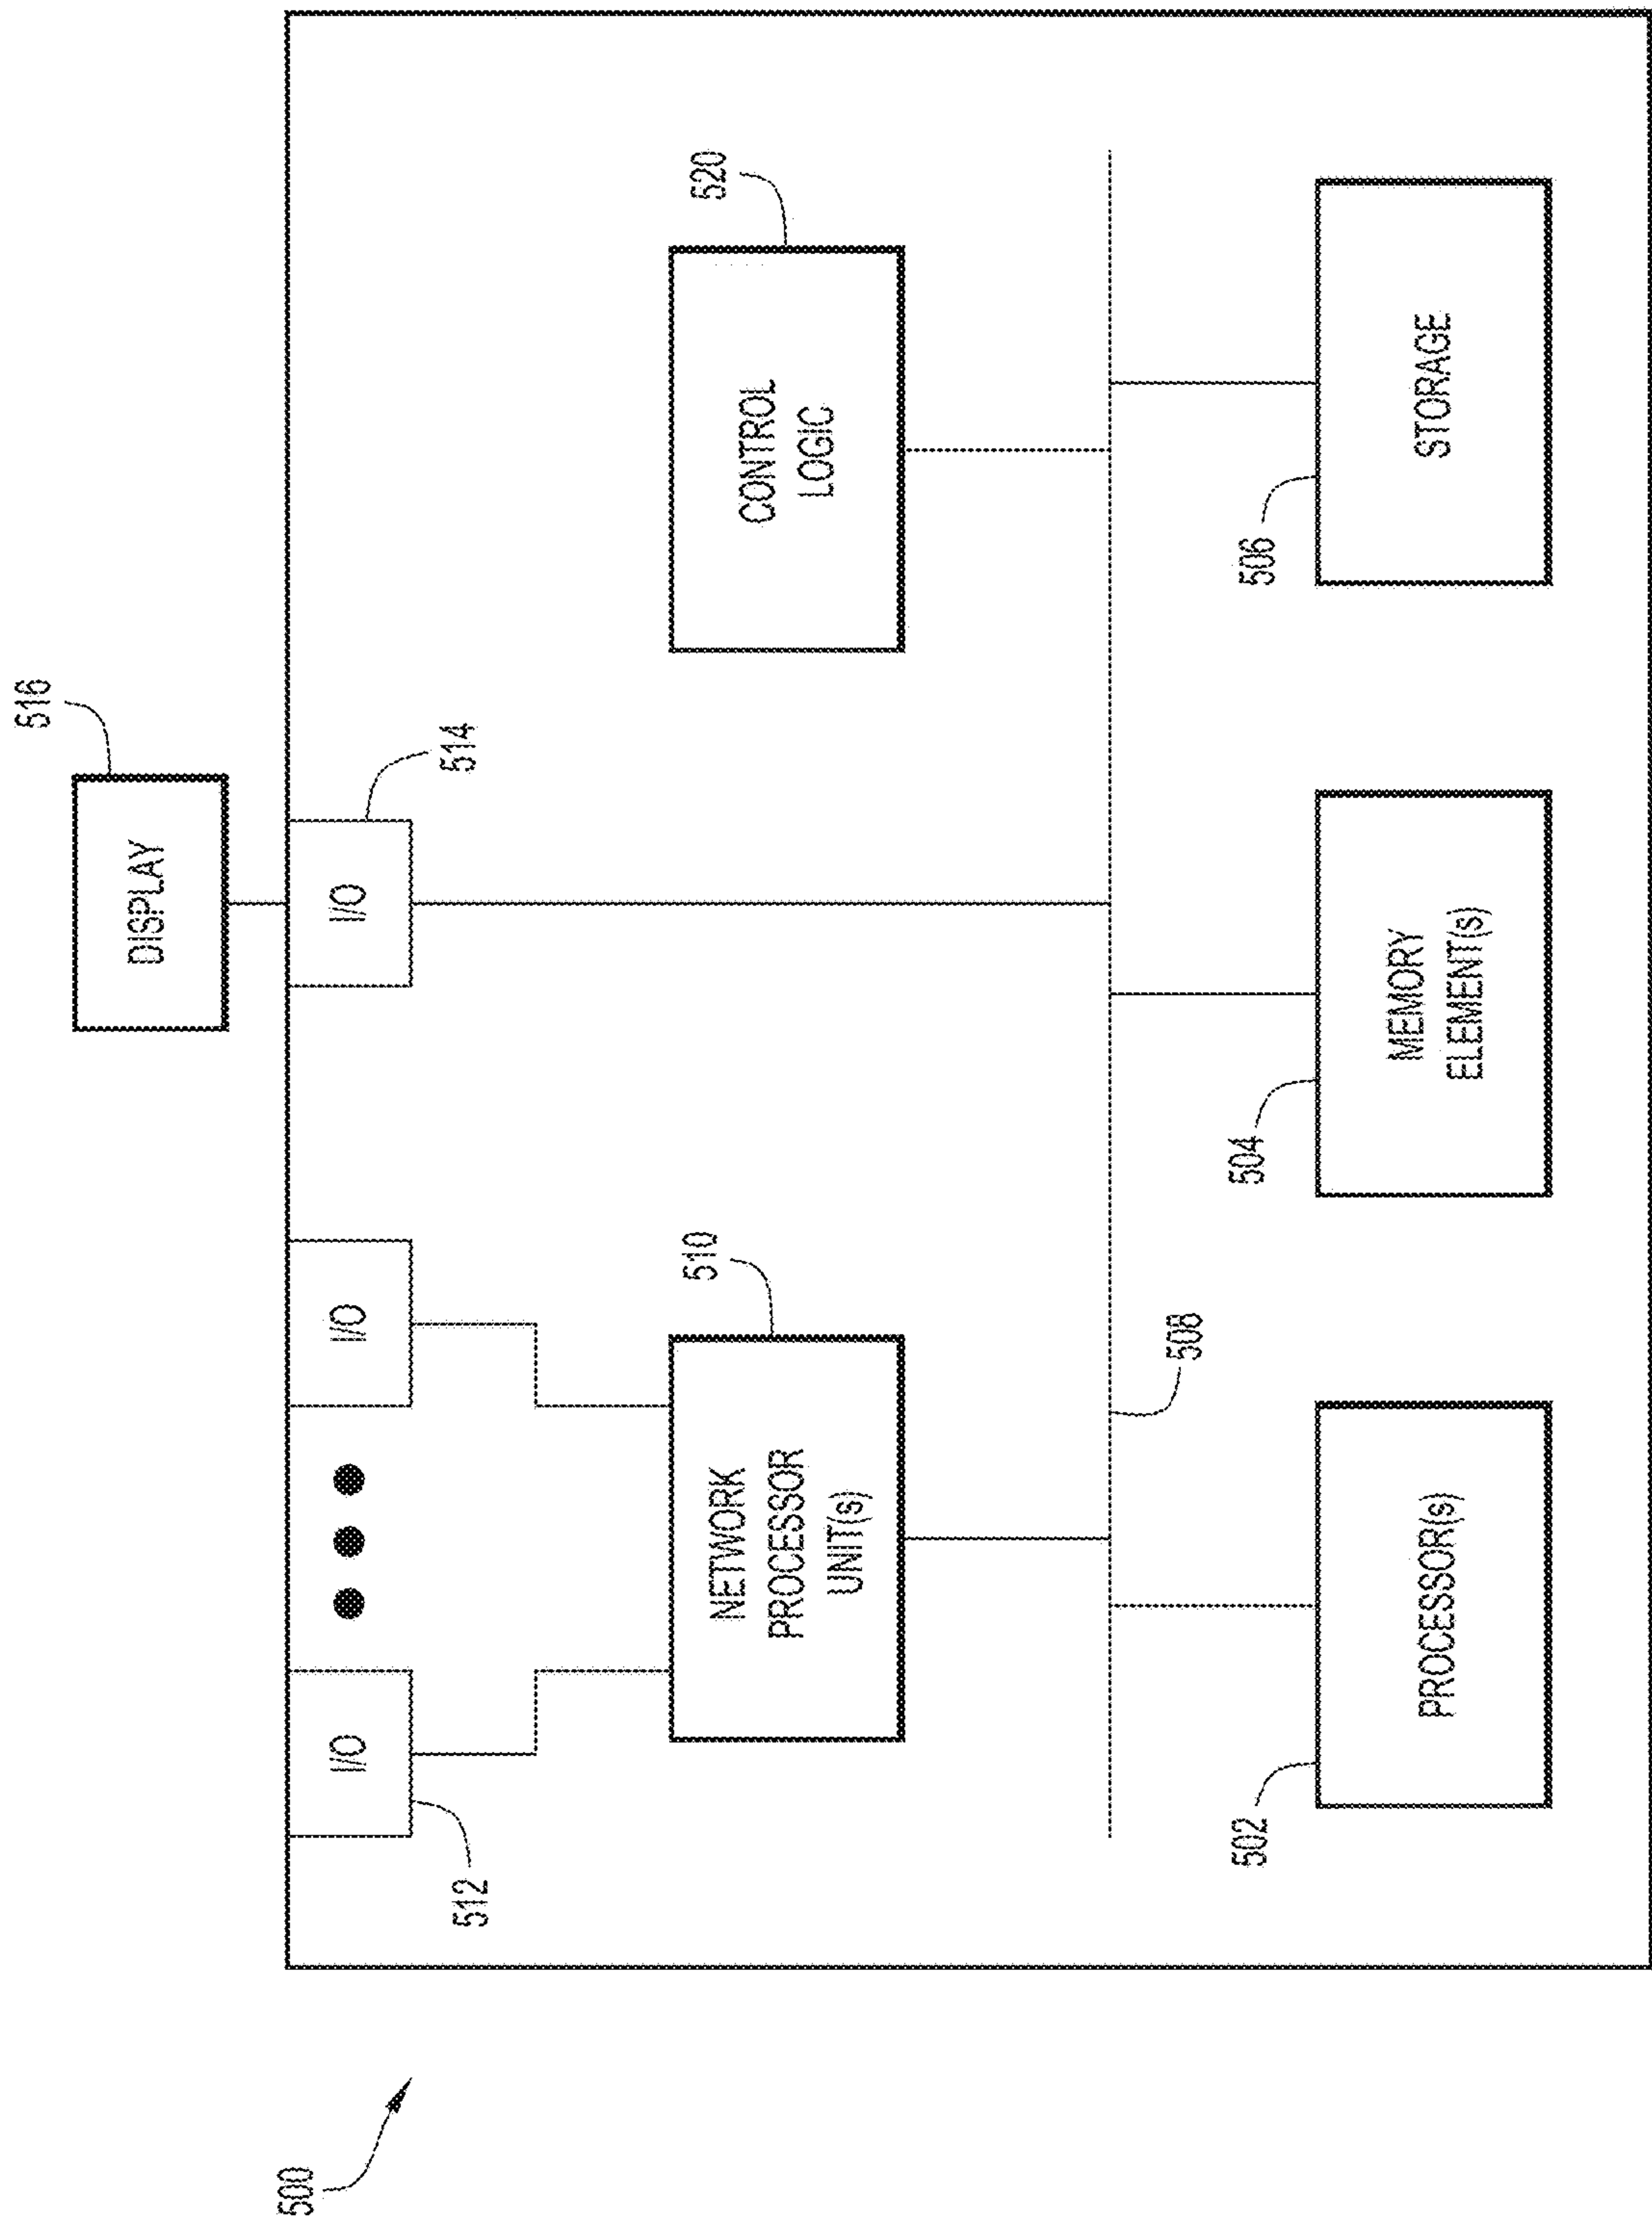 500
516
DISPLAY
I/O
I/O
I/O
512
514
510
520
NETWORK
PROCESSOR
UNIT(s)
CONTROL
LOGIC
508
502
504
506
PROCESSOR(s)
MEMORY
ELEMENT(s)
STORAGE